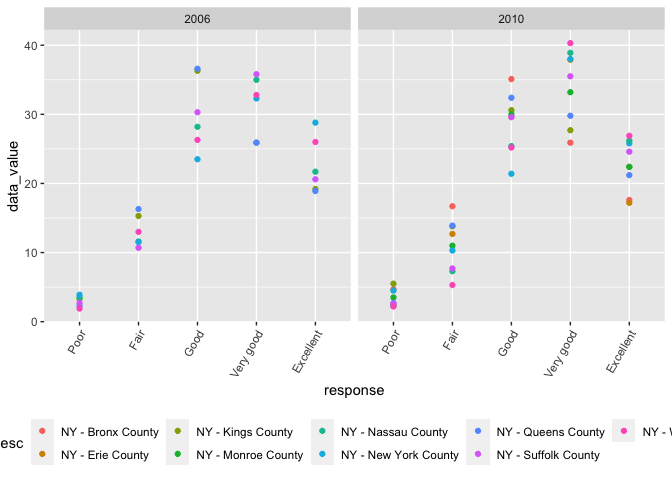 2006 2010
40
30
20
10
0
data_value
Poor Fair Good Very good Excellent Poor Fair Good Very good Excellent
response
esc NY - Bronx County NY - Kings County NY - Nassau County NY - Queens County NY -
NY - Erie County NY - Monroe County NY - New York County NY - Suffolk County